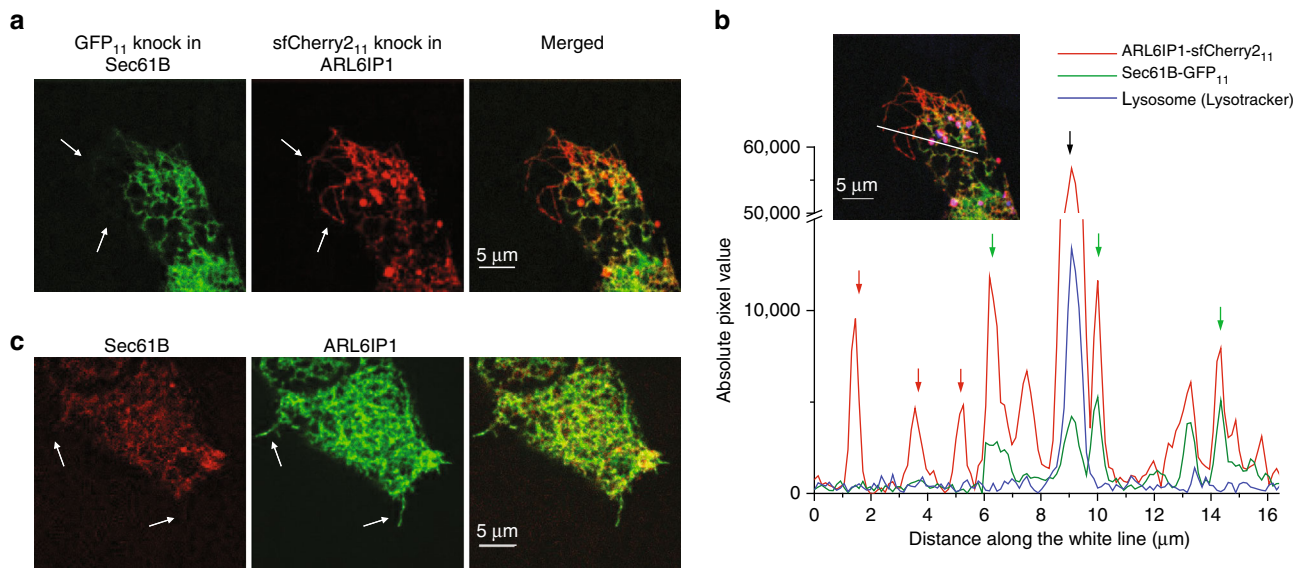 a
GFP₁₁ knock in
Sec61B
sfCherry2₁₁ knock in
ARL6IP1
Merged
5 μm
b
ARL6IP1-sfCherry2₁₁
Sec61B-GFP₁₁
Lysosome (Lysotracker)
5 μm
60,000
50,000
10,000
0
Absolute pixel value
0 2 4 6 8 10 12 14 16
Distance along the white line (μm)
c
Sec61B
ARL6IP1
5 μm